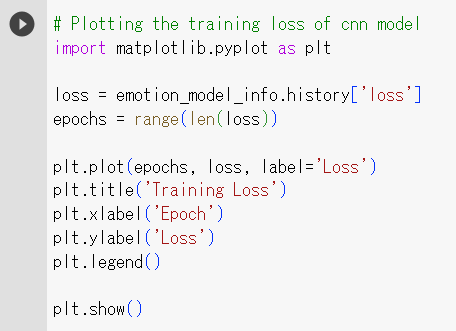 # Plotting the training loss of cnn model
import matplotlib.pyplot as plt
loss = emotion_model_info.history['loss']
epochs = range(len(loss))
plt.plot(epochs, loss, label='Loss')
plt.title('Training Loss')
plt.xlabel('Epoch')
plt.ylabel('Loss')
plt.legend()
plt.show()